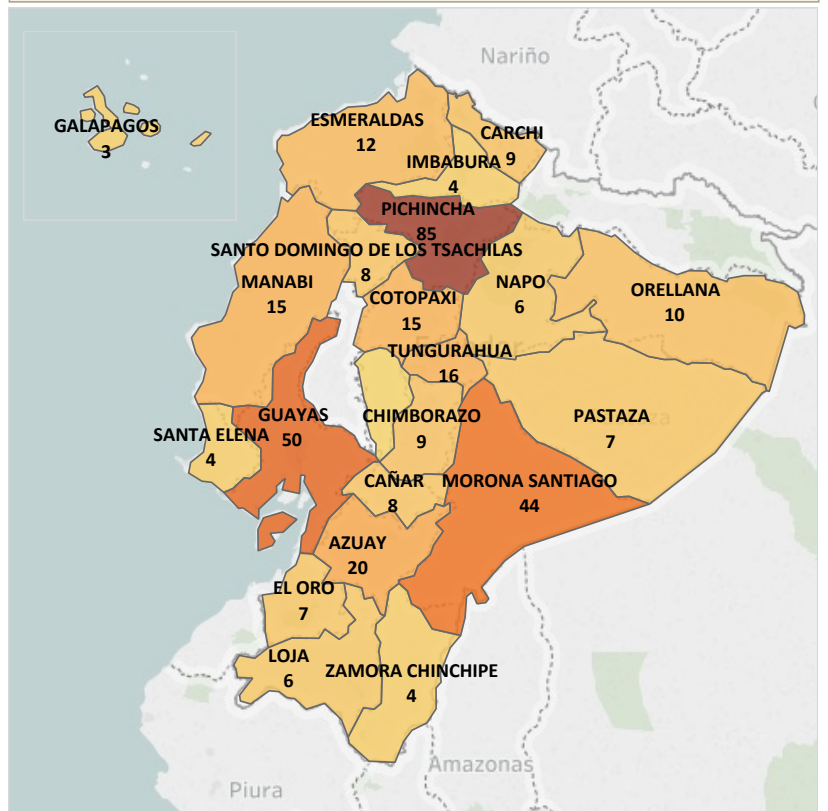 Nariño
GALAPAGOS
3
ESMERALDAS
12
CARCHI
9
IMBABURA
4
PICHINCHA
85
SANTO DOMINGO DE LOS TSACHILAS
8
MANABI
15
COTOPAXI
15
NAPO
6
ORELLANA
10
TUNGURAHUA
16
GUAYAS
50
CHIMBORAZO
9
PASTAZA
7
SANTA ELENA
4
CAÑAR
8
MORONA SANTIAGO
44
AZUAY
20
EL ORO
7
LOJA
6
ZAMORA CHINCHIPE
4
Amazonas
Piura